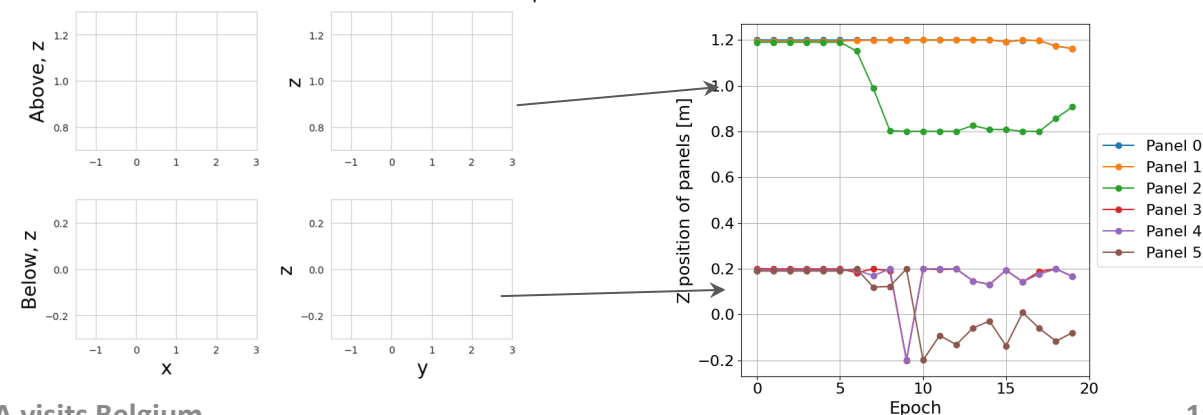 Above, z
1.2
1.0
0.8
−1 0 1 2 3
z
1.2
1.0
0.8
−1 0 1 2 3
Below, z
0.2
0.0
−0.2
−1 0 1 2 3
x
z
0.2
0.0
−0.2
−1 0 1 2 3
y
Z position of panels [m]
1.2
1.0
0.8
0.6
0.4
0.2
0.0
−0.2
0 5 10 15 20
Epoch
Panel 0
Panel 1
Panel 2
Panel 3
Panel 4
Panel 5
A visits Belgium